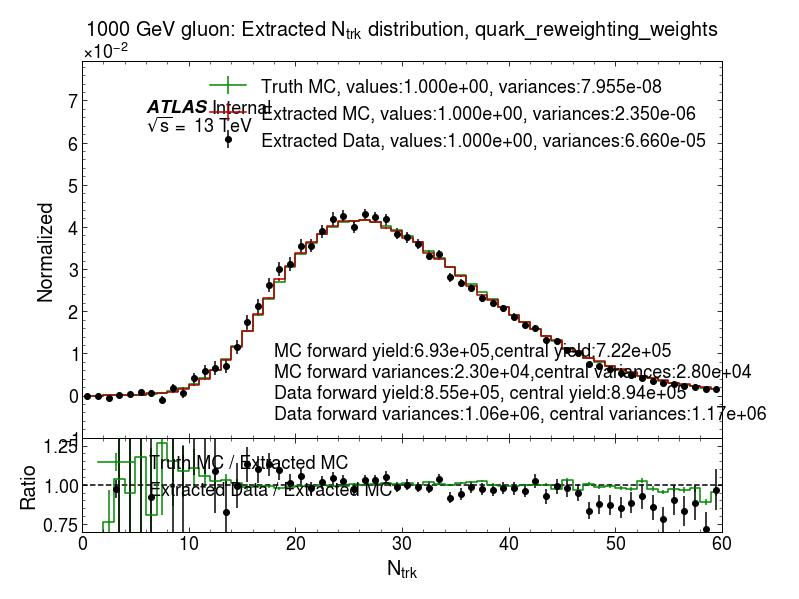 1000 GeV gluon: Extracted Ntrk distribution, quark_reweighting_weights
×10−2
Truth MC, values:1.000e+00, variances:7.955e-08
ATLAS Internal
Extracted MC, values:1.000e+00, variances:2.350e-06
√s = 13 TeV
Extracted Data, values:1.000e+00, variances:6.660e-05
7
6
5
4
3
2
1
0
−1
Normalized
MC forward yield:6.93e+05,central yield:7.22e+05
MC forward variances:2.30e+04,central variances:2.80e+04
Data forward yield:8.55e+05, central yield:8.94e+05
Data forward variances:1.06e+06, central variances:1.17e+06
Truth MC / Extracted MC
Extracted Data / Extracted MC
1.25
1.00
0.75
Ratio
0 10 20 30 40 50 60
Ntrk